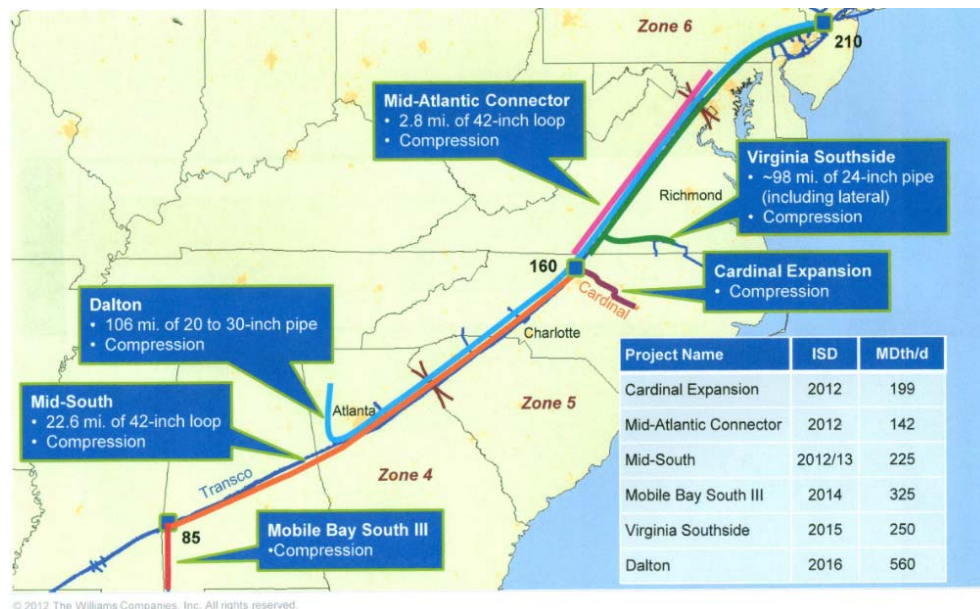 Zone 6
210
Mid-Atlantic Connector
• 2.8 mi. of 42-inch loop
• Compression
Virginia Southside
• ~98 mi. of 24-inch pipe
(including lateral)
• Compression
Richmond
160
Cardinal
Cardinal Expansion
• Compression
Dalton
• 106 mi. of 20 to 30-inch pipe
• Compression
Charlotte
Mid-South
• 22.6 mi. of 42-inch loop
• Compression
Atlanta
Zone 5
Transco
Zone 4
85
Mobile Bay South III
•Compression
Project Name ISD MDth/d
Cardinal Expansion 2012 199
Mid-Atlantic Connector 2012 142
Mid-South 2012/13 225
Mobile Bay South III 2014 325
Virginia Southside 2015 250
Dalton 2016 560
© 2012 The Williams Companies, Inc. All rights reserved.